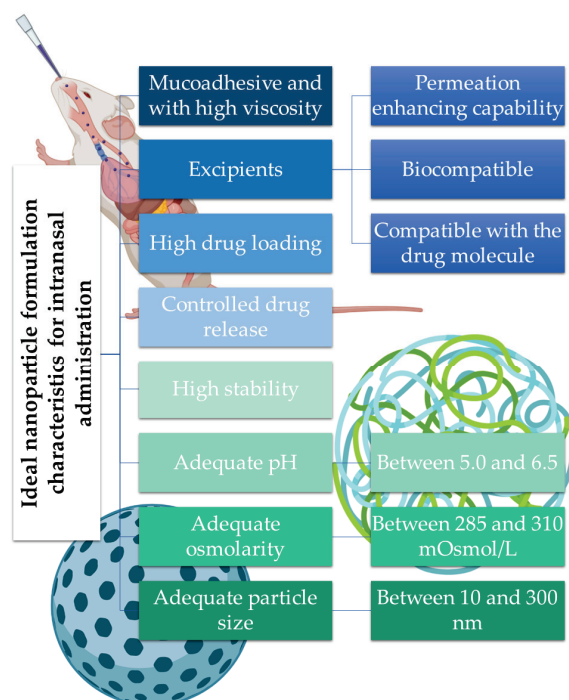 Ideal nanoparticle formulation
characteristics for intranasal
administration
Mucoadhesive and
with high viscosity
Excipients
Permeation
enhancing capability
Biocompatible
Compatible with the
drug molecule
High drug loading
Controlled drug
release
High stability
Adequate pH
Between 5.0 and 6.5
Adequate
osmolarity
Between 285 and 310
mOsmol/L
Adequate particle
size
Between 10 and 300
nm